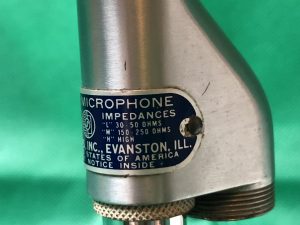 MICROPHONE
IMPEDANCES
"L" 30-50 OHMS
"M" 150-250 OHMS
"H" HIGH
INC., EVANSTON, ILL.
STATES OF AMERICA
NOTICE INSIDE